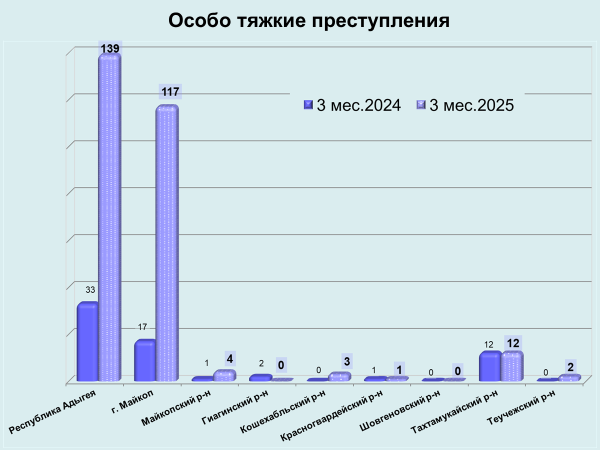 Особо тяжкие преступления
139
117
3 мес.2024 3 мес.2025
33
17
1 4
2 0
0 3
1 1
0 0
12 12
0 2
Республика Адыгея
г. Майкоп
Майкопский р-н
Гиагинский р-н
Кошехабльский р-н
Красногвардейский р-н
Шовгеновский р-н
Тахтамукайский р-н
Теучежский р-н